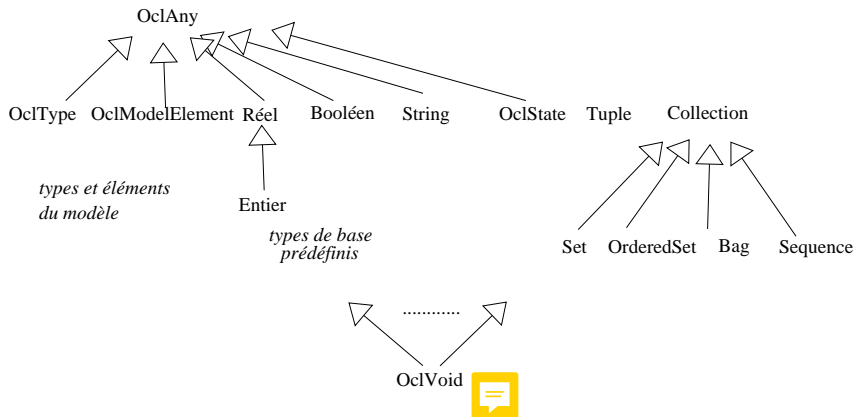 OclAny
OclType OclModelElement Réel Booléen String OclState Tuple Collection
types et éléments
du modèle
Entier
types de base
prédéfinis
Set OrderedSet Bag Sequence
............
OclVoid